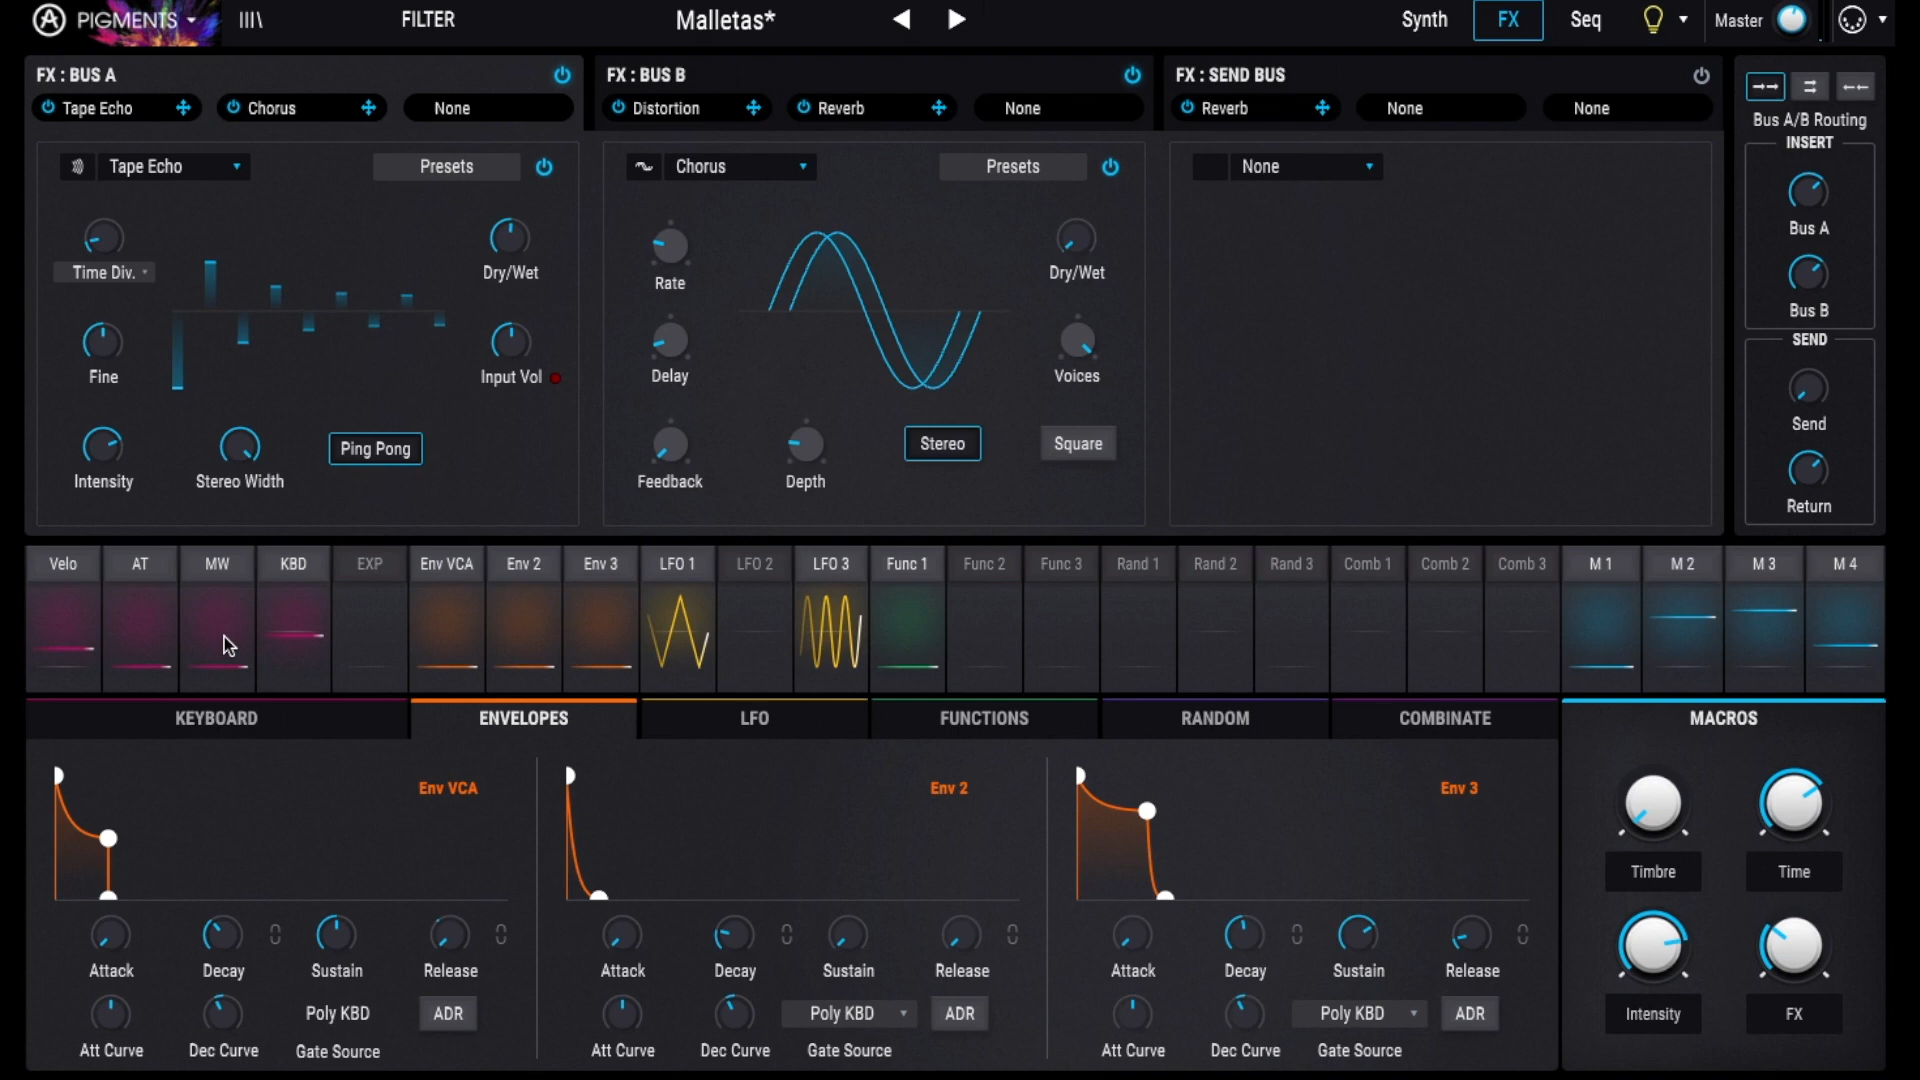 PIGMENTS
FILTER
Malletas*
Synth
FX
Seq
Master
FX : BUS A
FX : BUS B
FX : SEND BUS
Tape Echo
Chorus
None
Distortion
Reverb
None
Reverb
None
None
Bus A/B Routing
INSERT
Tape Echo
Presets
Chorus
Presets
None
Time Div.
Dry/Wet
Rate
Dry/Wet
Bus A
Fine
Input Vol
Delay
Voices
Bus B
SEND
Ping Pong
Stereo
Square
Send
Intensity
Stereo Width
Feedback
Depth
Return
Velo
AT
MW
KBD
EXP
Env VCA
Env 2
Env 3
LFO 1
LFO 2
LFO 3
Func 1
Func 2
Func 3
Rand 1
Rand 2
Rand 3
Comb 1
Comb 2
Comb 3
M 1
M 2
M 3
M 4
KEYBOARD
ENVELOPES
LFO
FUNCTIONS
RANDOM
COMBINATE
MACROS
Env VCA
Env 2
Env 3
Timbre
Time
Attack
Decay
Sustain
Release
Attack
Decay
Sustain
Release
Attack
Decay
Sustain
Release
Poly KBD
ADR
Poly KBD
ADR
Poly KBD
ADR
Intensity
FX
Att Curve
Dec Curve
Gate Source
Att Curve
Dec Curve
Gate Source
Att Curve
Dec Curve
Gate Source